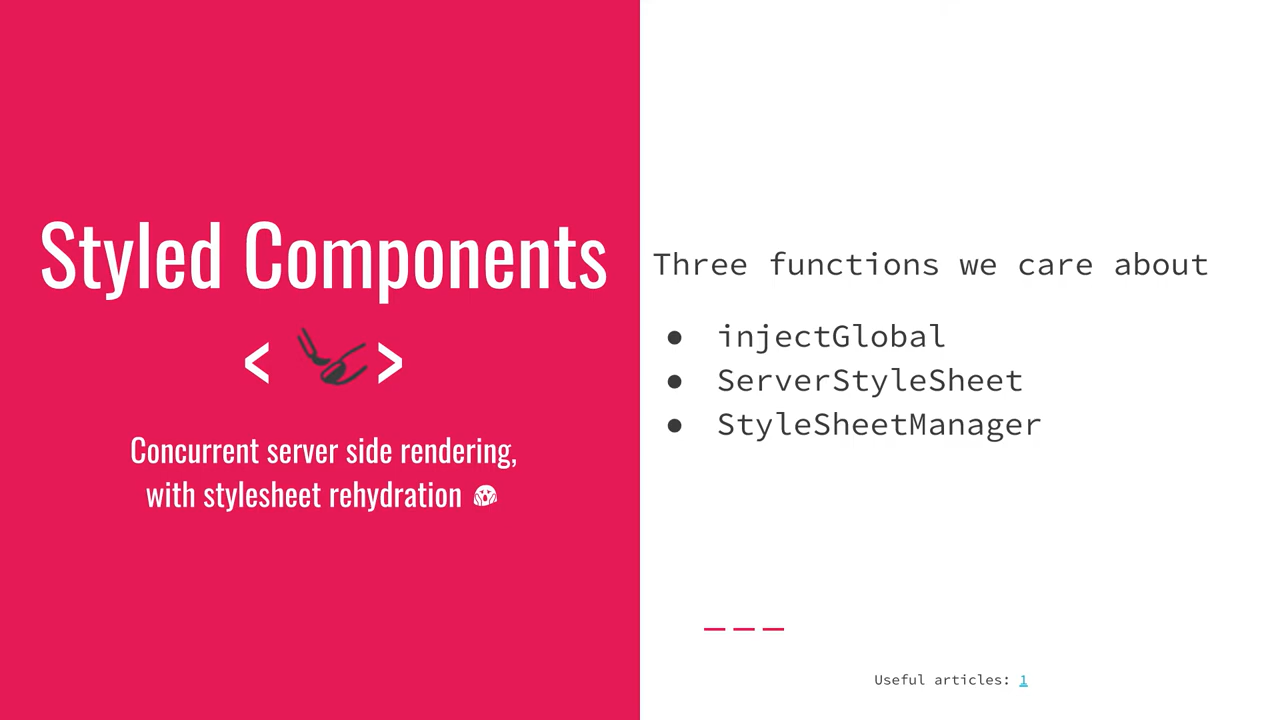 Styled Components
< >
Concurrent server side rendering,
with stylesheet rehydration
Three functions we care about
● injectGlobal
● ServerStyleSheet
● StyleSheetManager
Useful articles: 1